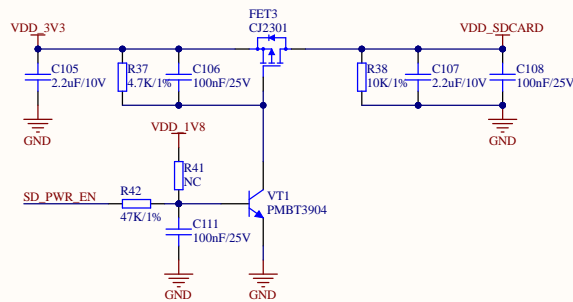 FET3
CJ2301
VDD_3V3
VDD_SDCARD
C105
2.2uF/10V
R37
4.7K/1%
C106
100nF/25V
R38
10K/1%
C107
2.2uF/10V
C108
100nF/25V
GND
GND
VDD_1V8
R41
NC
SD_PWR_EN
R42
47K/1%
VT1
PMBT3904
C111
100nF/25V
GND
GND